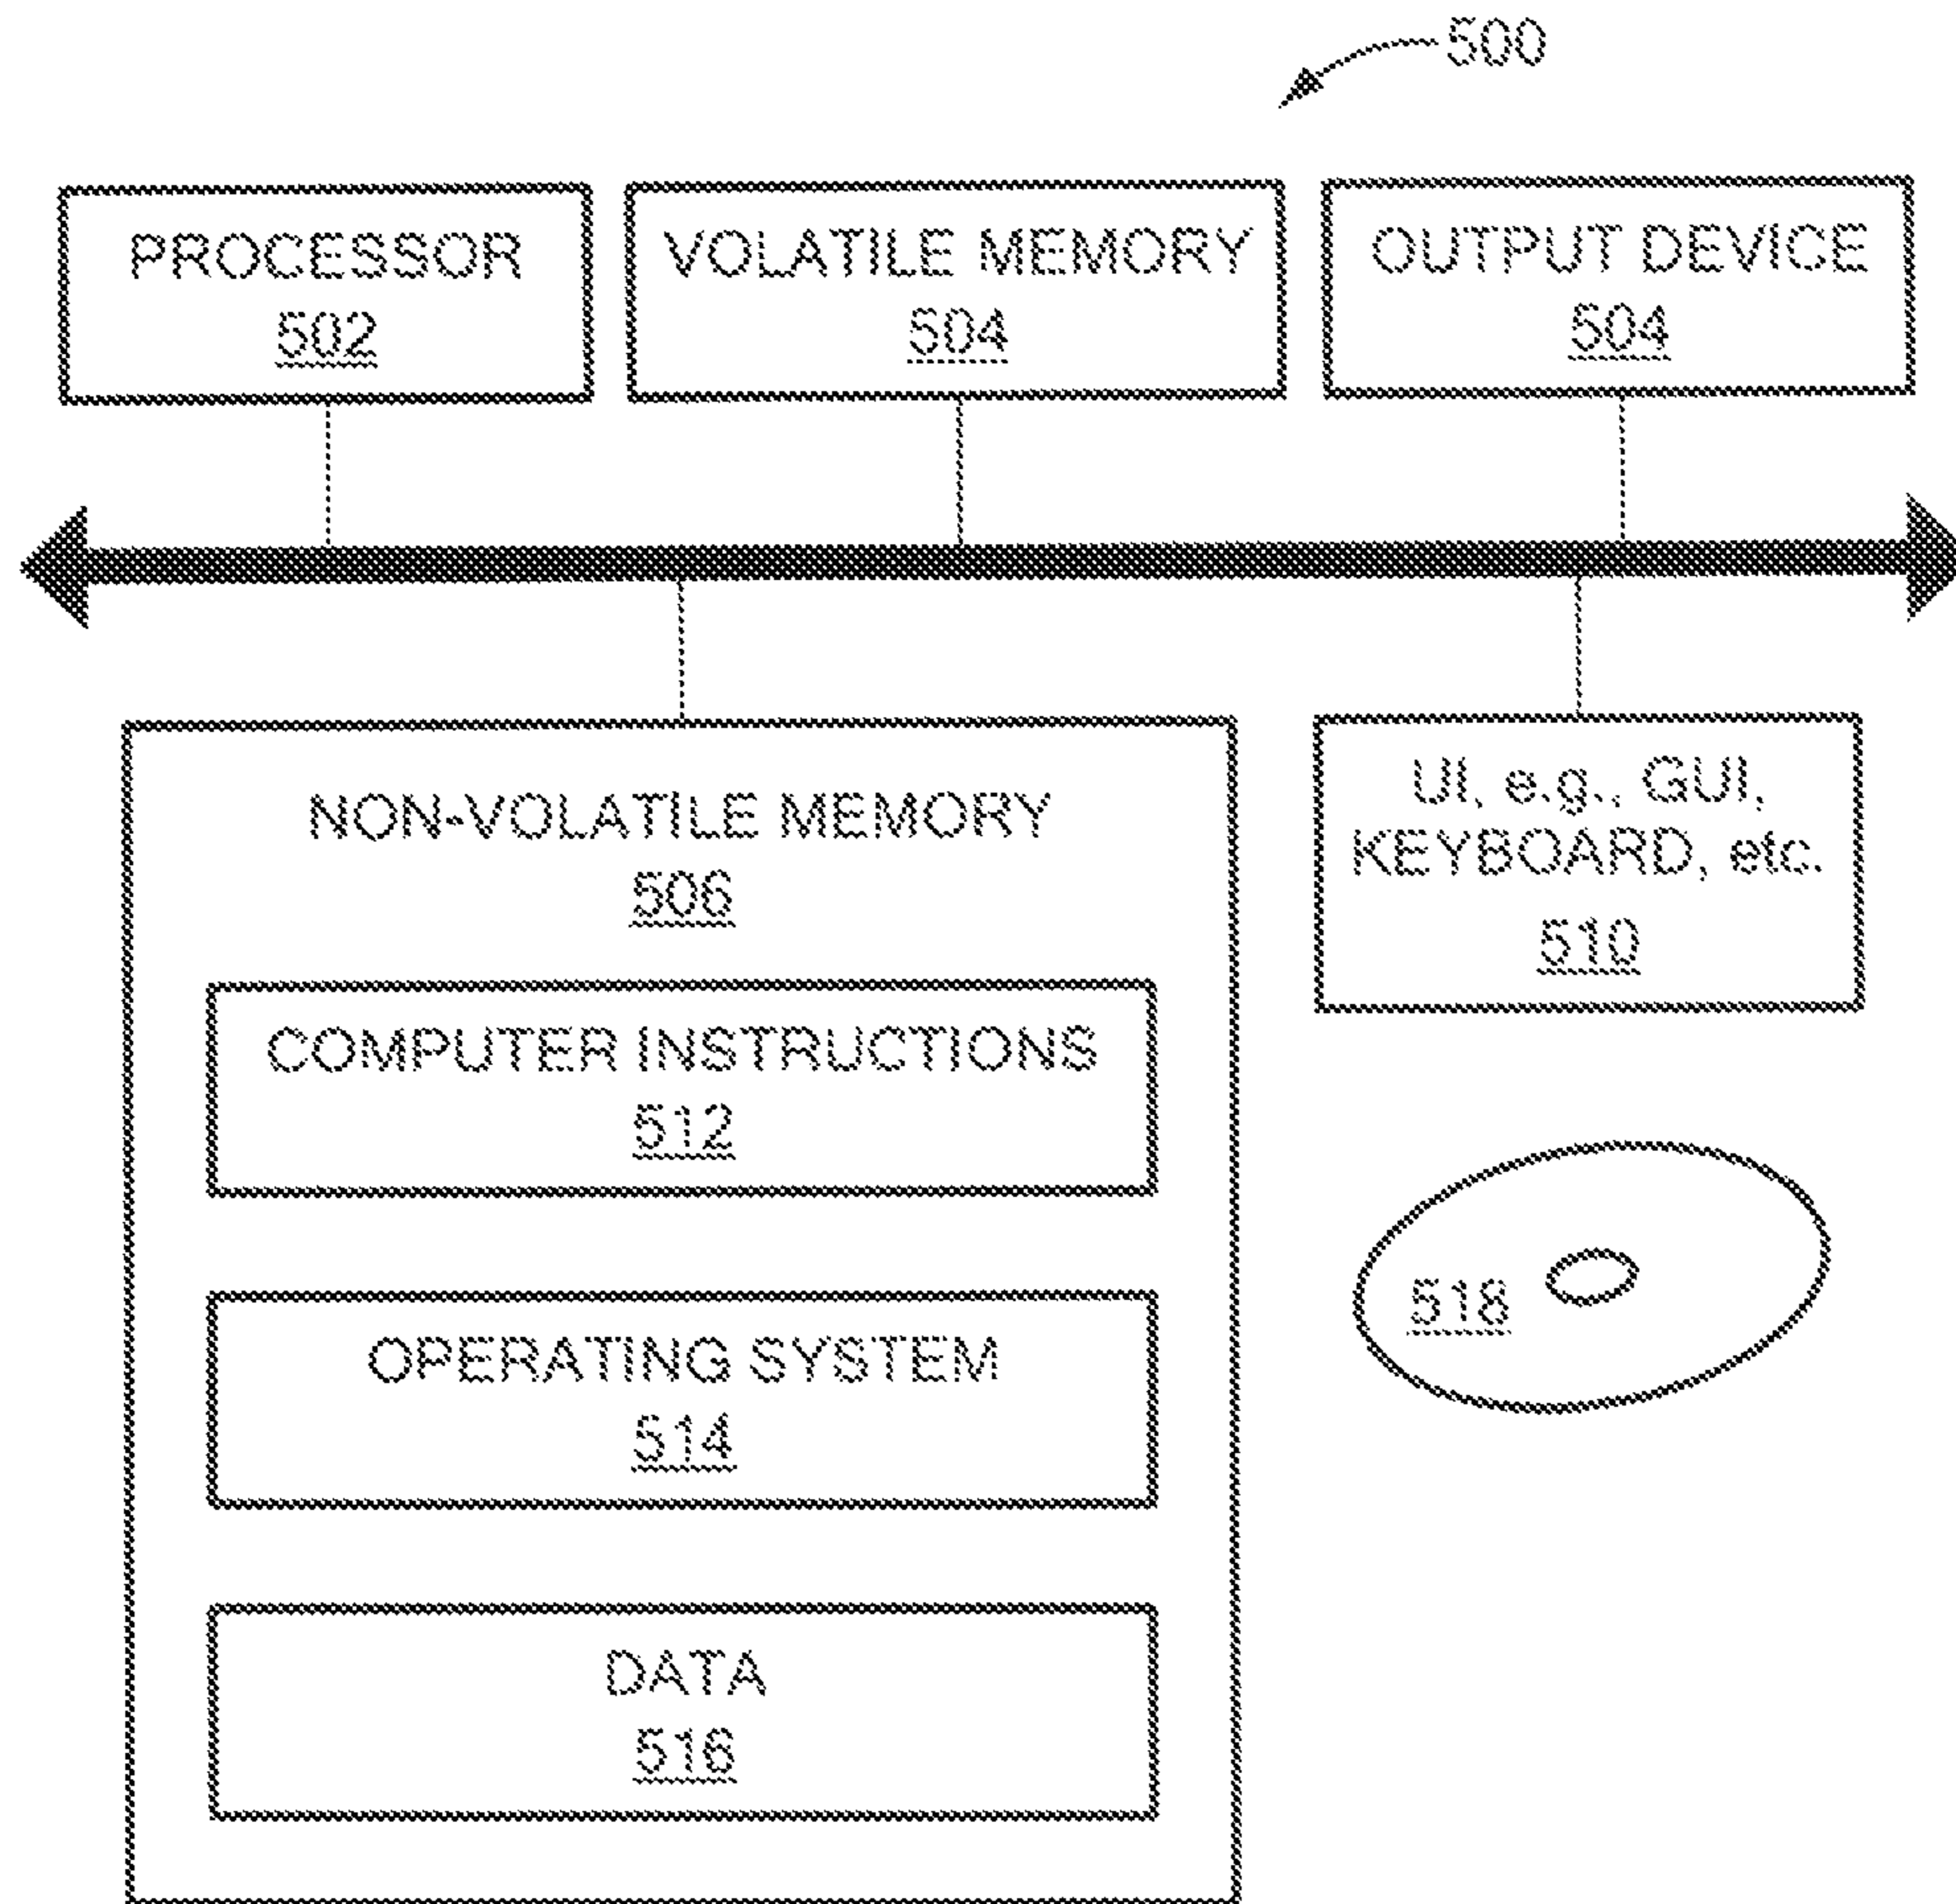 500
PROCESSOR
502
VOLATILE MEMORY
504
OUTPUT DEVICE
504
NON-VOLATILE MEMORY
506
UI, e.g., GUI,
KEYBOARD, etc.
510
COMPUTER INSTRUCTIONS
512
OPERATING SYSTEM
514
518
DATA
516